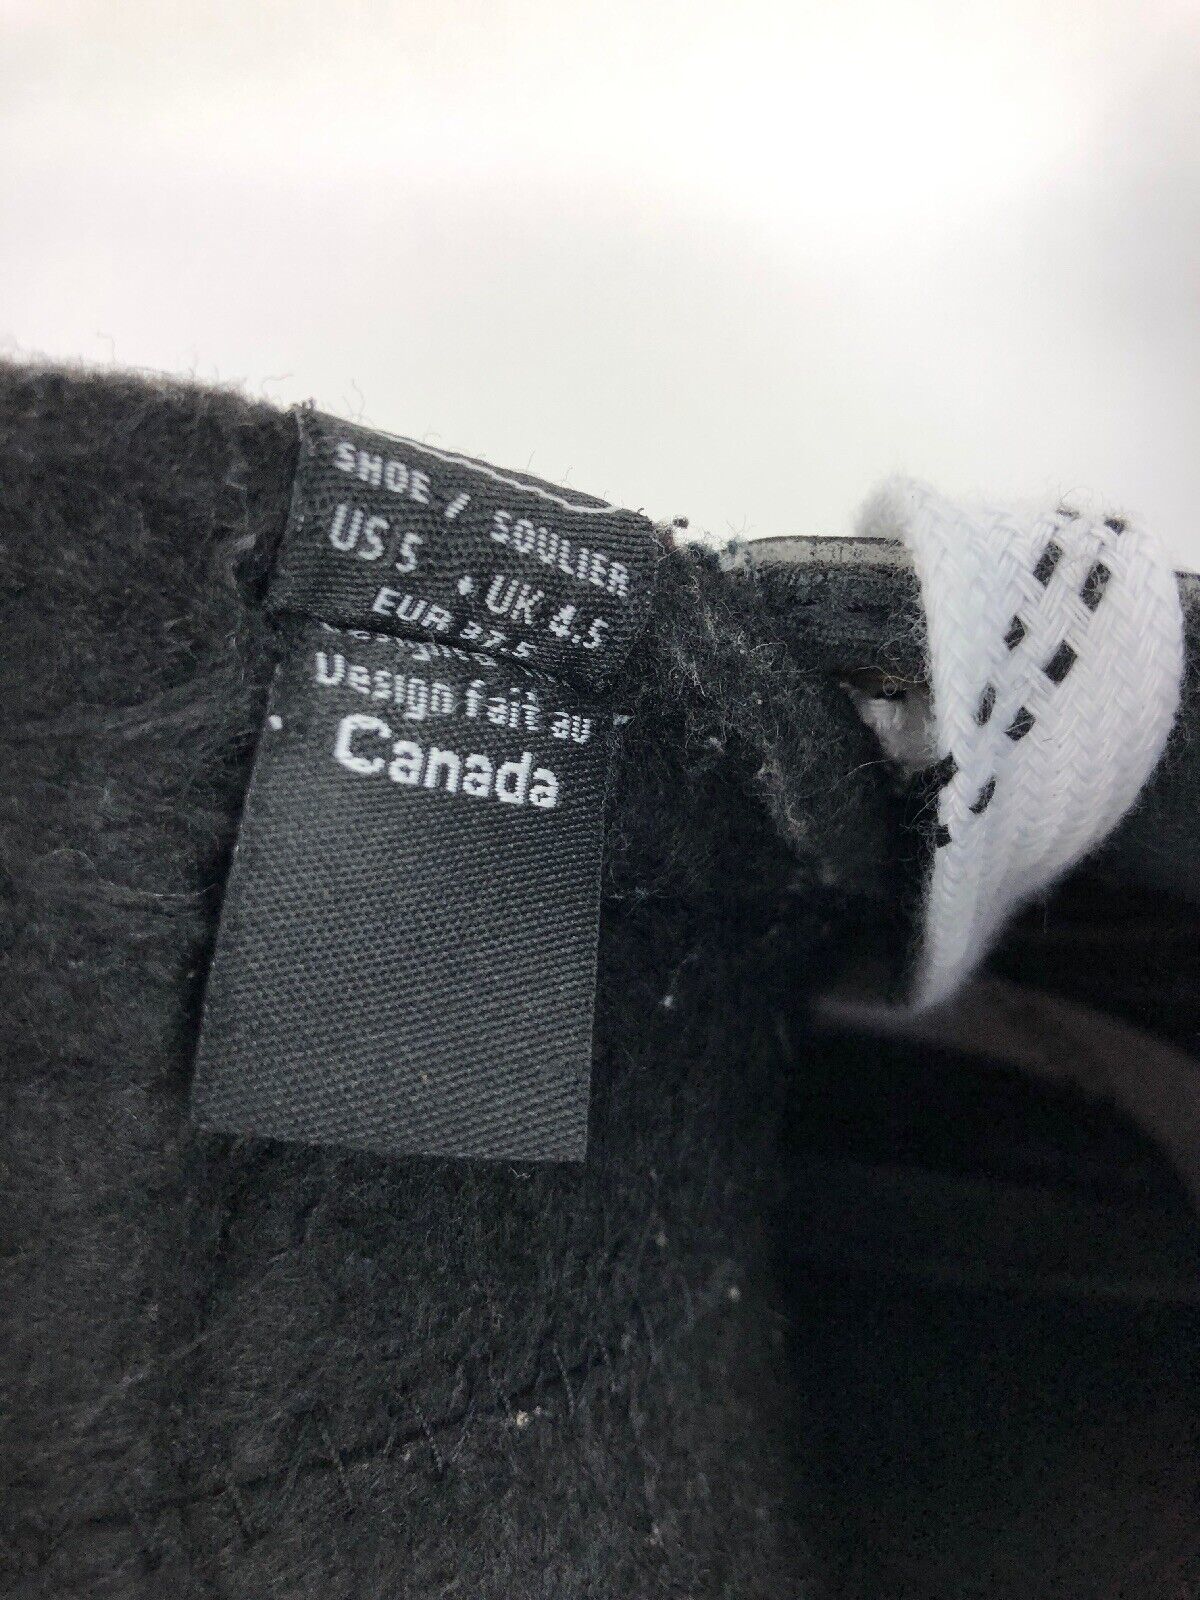 SHOE / SOULIER
US 5 • UK 4.5
EUR 37.5
Design fait au
Canada